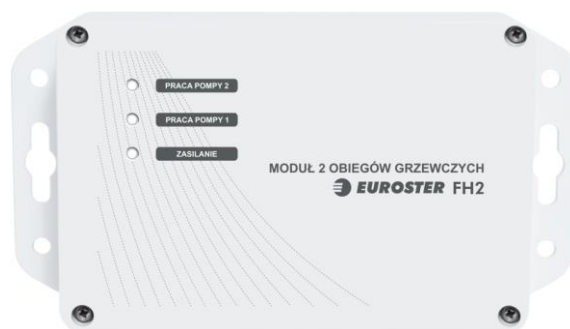 PRACA POMPY 2
PRACA POMPY 1
ZASILANIE
MODUŁ 2 OBIEGÓW GRZEWCZYCH
EUROSTER FH2